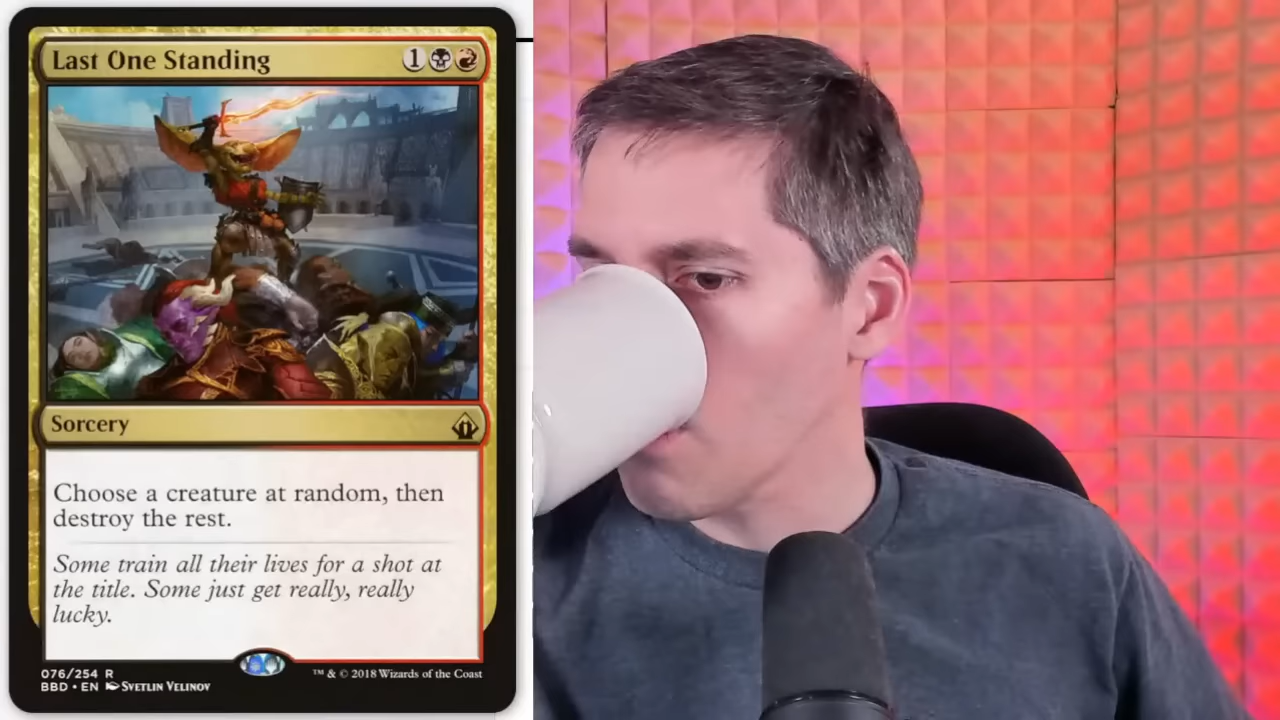 Last One Standing 1
Sorcery
Choose a creature at random, then
destroy the rest.
Some train all their lives for a shot at
the title. Some just get really, really
lucky.
076/254 R
™ & © 2018 Wizards of the Coast
BBD • EN Svetlin Velinov